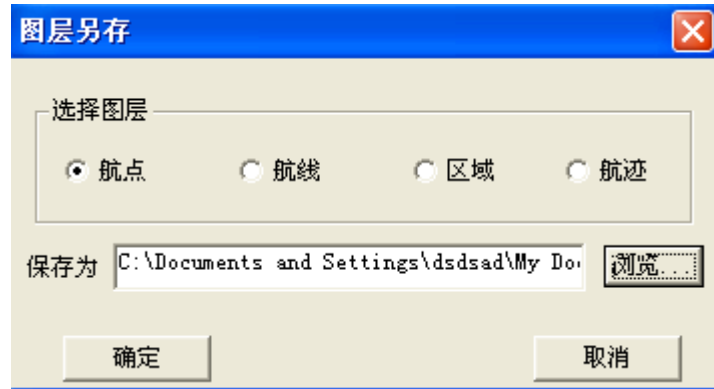 图层另存
选择图层
航点 航线 区域 航迹
保存为 C:\Documents and Settings\dsdsad\My Do 浏览...
确定 取消